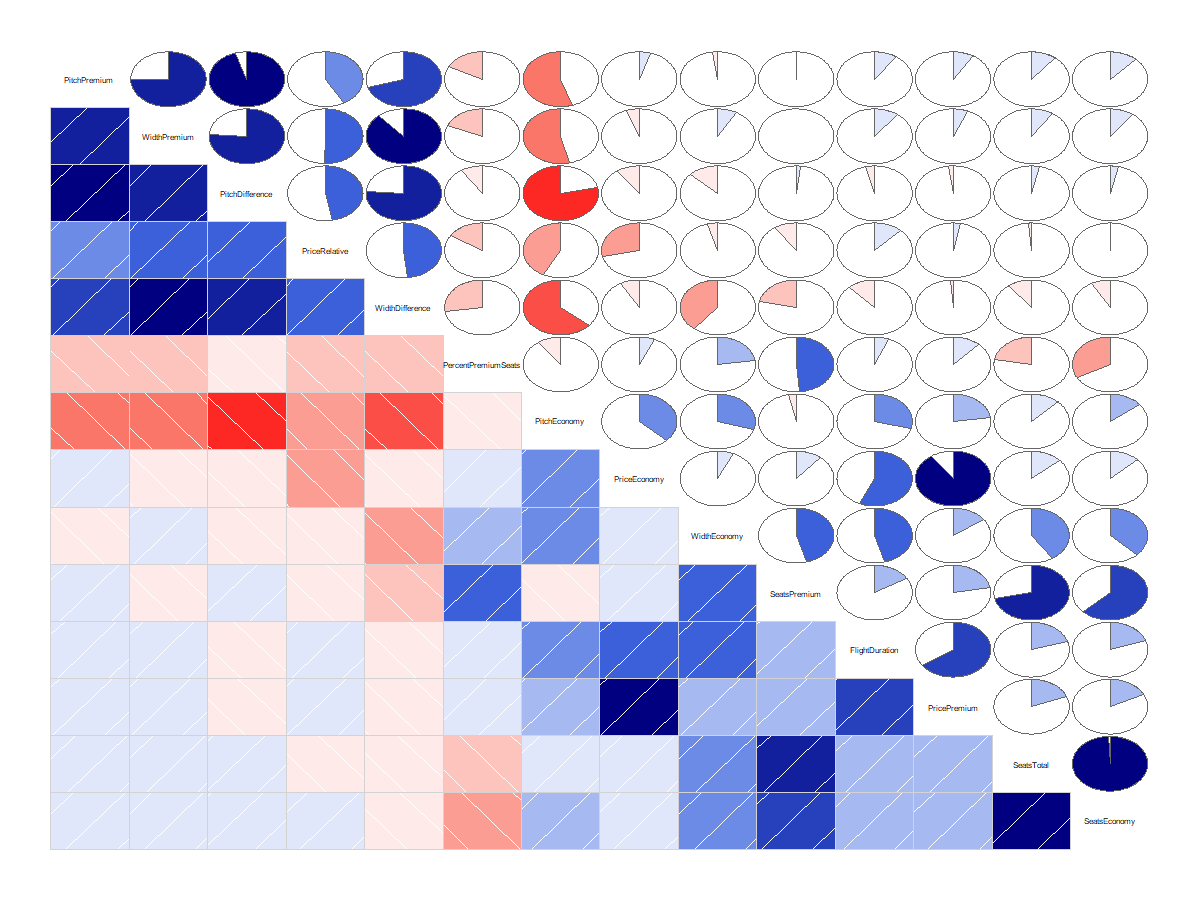 PitchPremium
WidthPremium
PitchDifference
PriceRelative
WidthDifference
PercentPremiumSeats
PitchEconomy
PriceEconomy
WidthEconomy
SeatsPremium
FlightDuration
PricePremium
SeatsTotal
SeatsEconomy